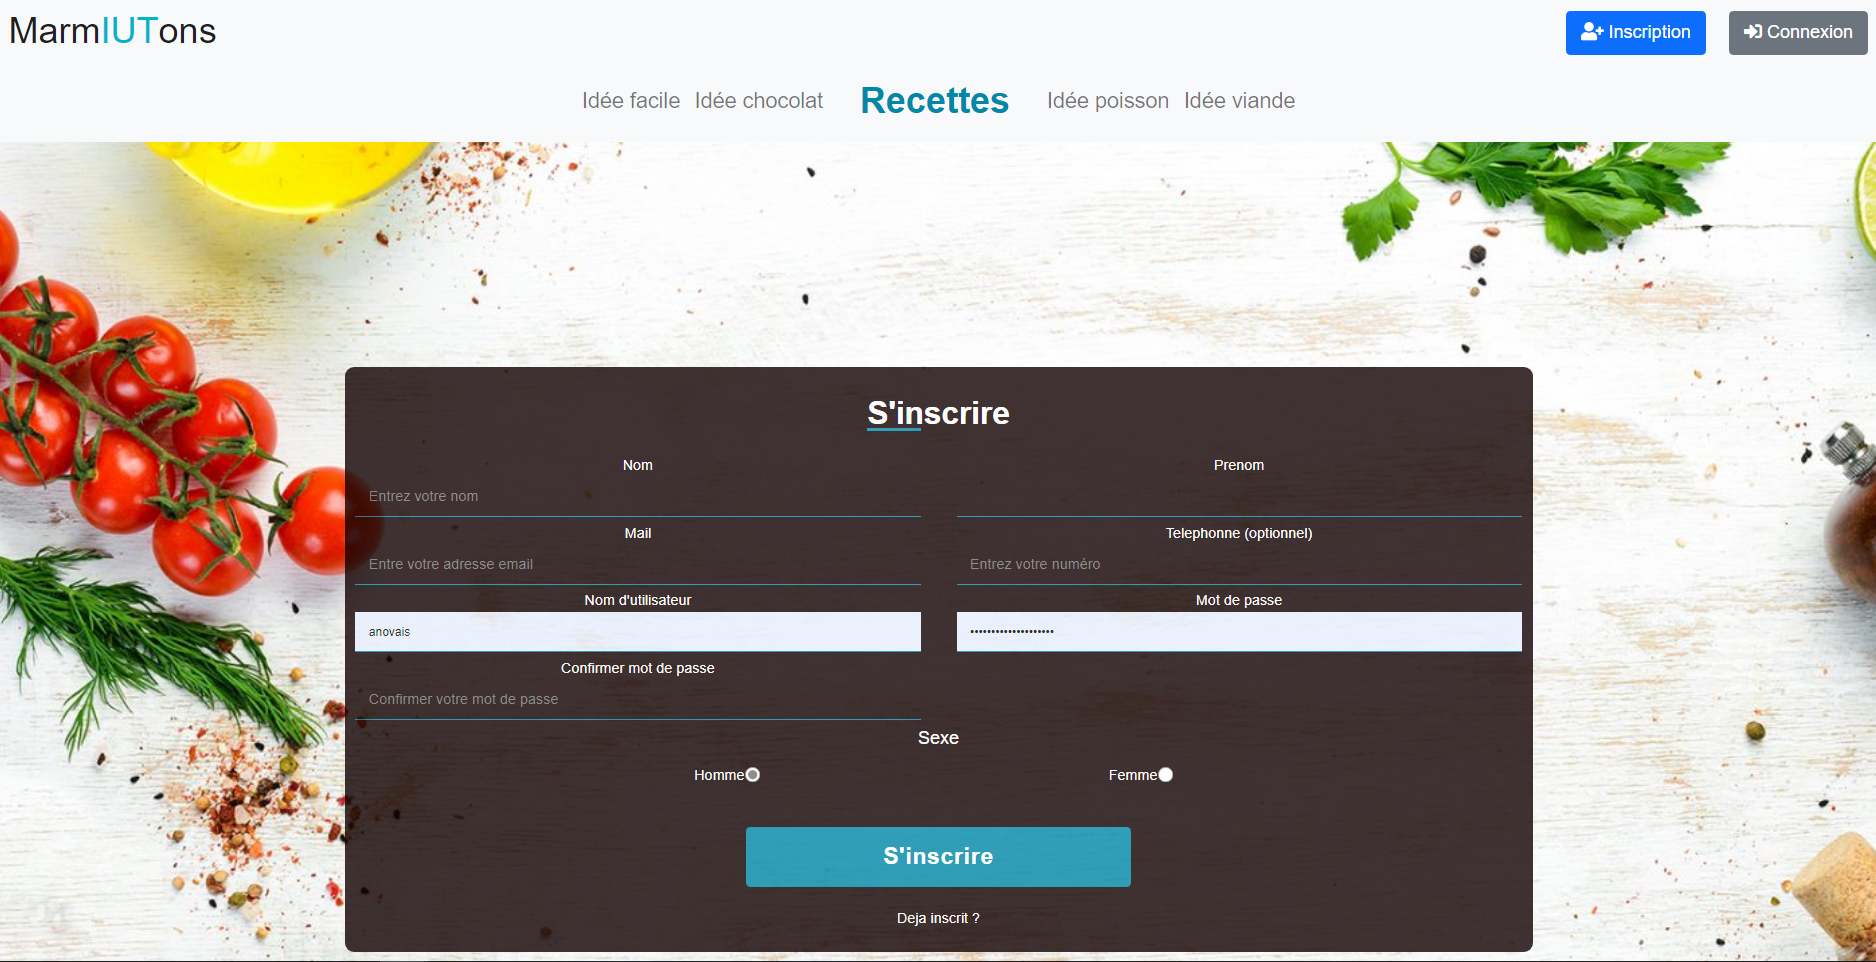 MarmIUTons
Inscription
Connexion
Idée facile Idée chocolat Recettes Idée poisson Idée viande
S'inscrire
Nom
Prenom
Entrez votre nom
Mail
Telephonne (optionnel)
Entre votre adresse email
Entrez votre numéro
Nom d'utilisateur
Mot de passe
anovais
••••••••••••••••••••
Confirmer mot de passe
Confirmer votre mot de passe
Sexe
Homme
Femme
S'inscrire
Deja inscrit ?